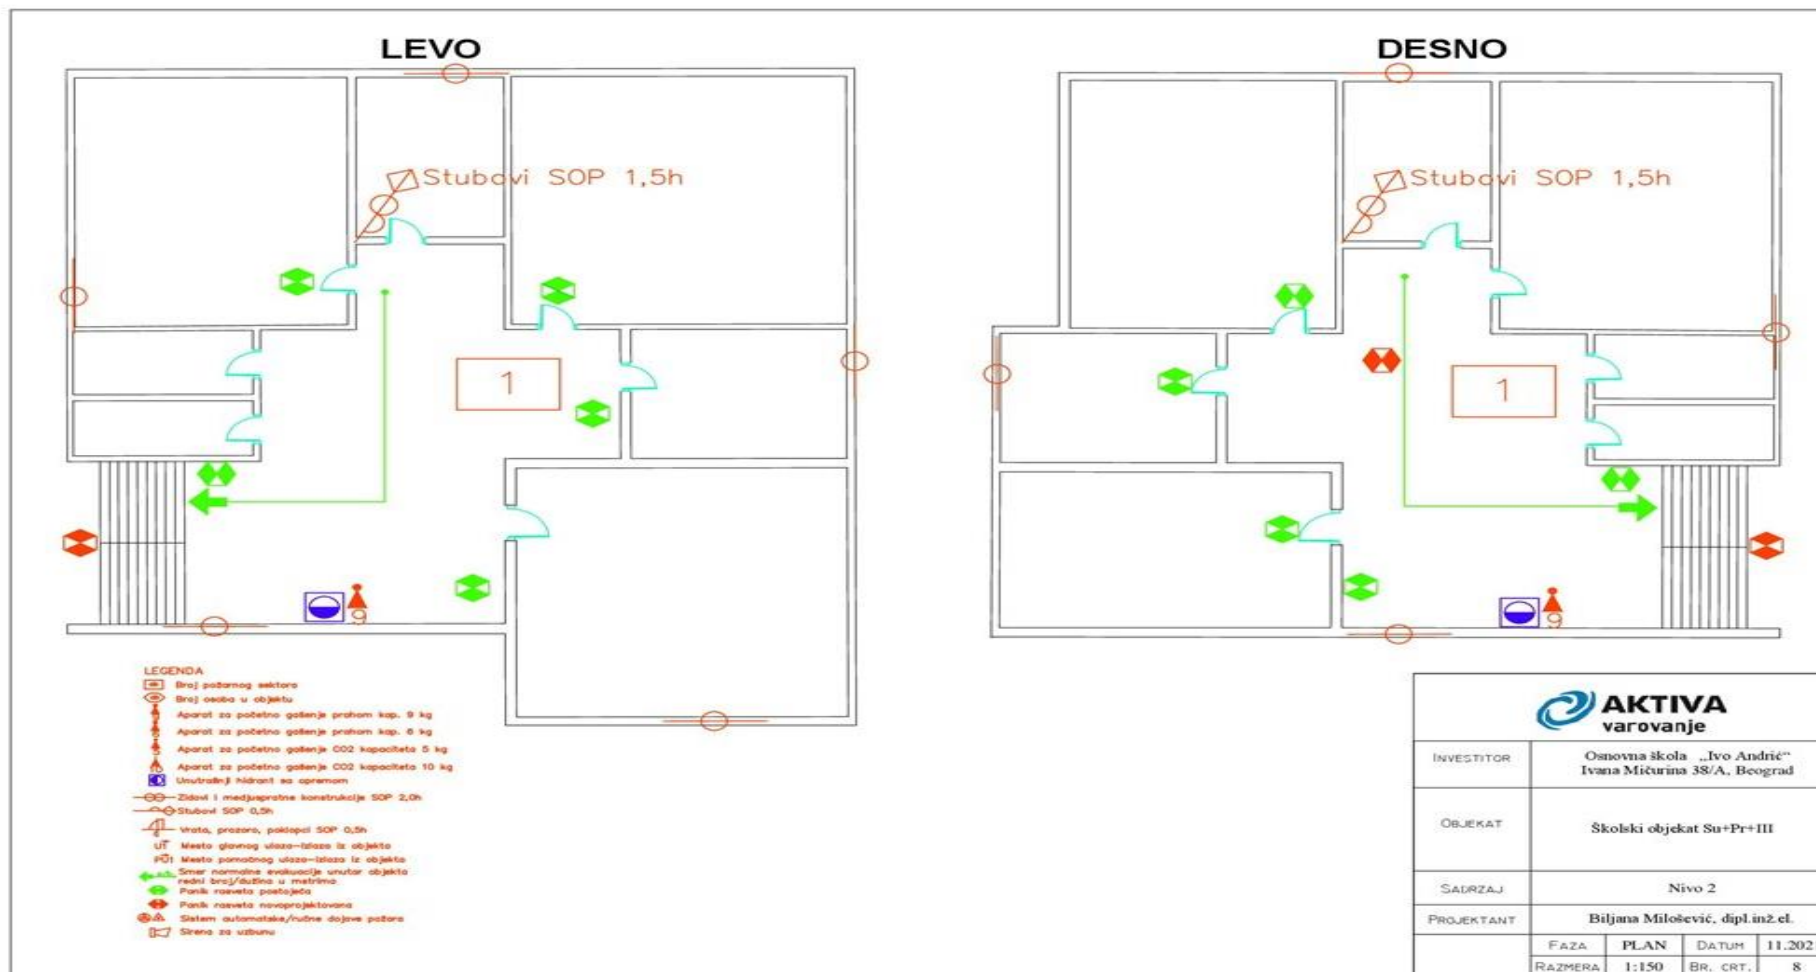 LEVO
DESNO
Stubovi SOP 1,5h
Stubovi SOP 1,5h
1
1
9
9
LEGENDA
Broj požarnog sektora
Broj osoba u objektu
Aparat za početno gašenje prahom kap. 9 kg
Aparat za početno gašenje prahom kap. 6 kg
Aparat za početno gašenje CO2 kapaciteta 5 kg
Aparat za početno gašenje CO2 kapaciteta 10 kg
Unutrašnji hidrant sa opremom
Zidovi i medjuspratne konstrukcije SOP 2,0h
Stubovi SOP 0,5h
Vrata, prozora, poklopci SOP 0,5h
Mesto glavnog ulaza-izlaza iz objekta
Mesto pomoćnog ulaza-izlaza iz objekta
Smer normalne evakuacije unutar objekta
redni broj/dužina u metrima
Panik rasveta postojeća
Panik rasveta novoprojektovana
Sistem automatske/ručne dojave požara
Sirena za uzbunu
AKTIVA
varovanje
INVESTITOR
Osnovna škola „Ivo Andrić“
Ivana Mičurina 38/A, Beograd
OBJEKAT
Školski objekat Su+Pr+III
SADRZAJ
Nivo 2
PROJEKTANT
Biljana Milošević, dipl.inž.el.
FAZA PLAN DATUM 11.202
RAZMERA 1:150 BR. CRT. 8